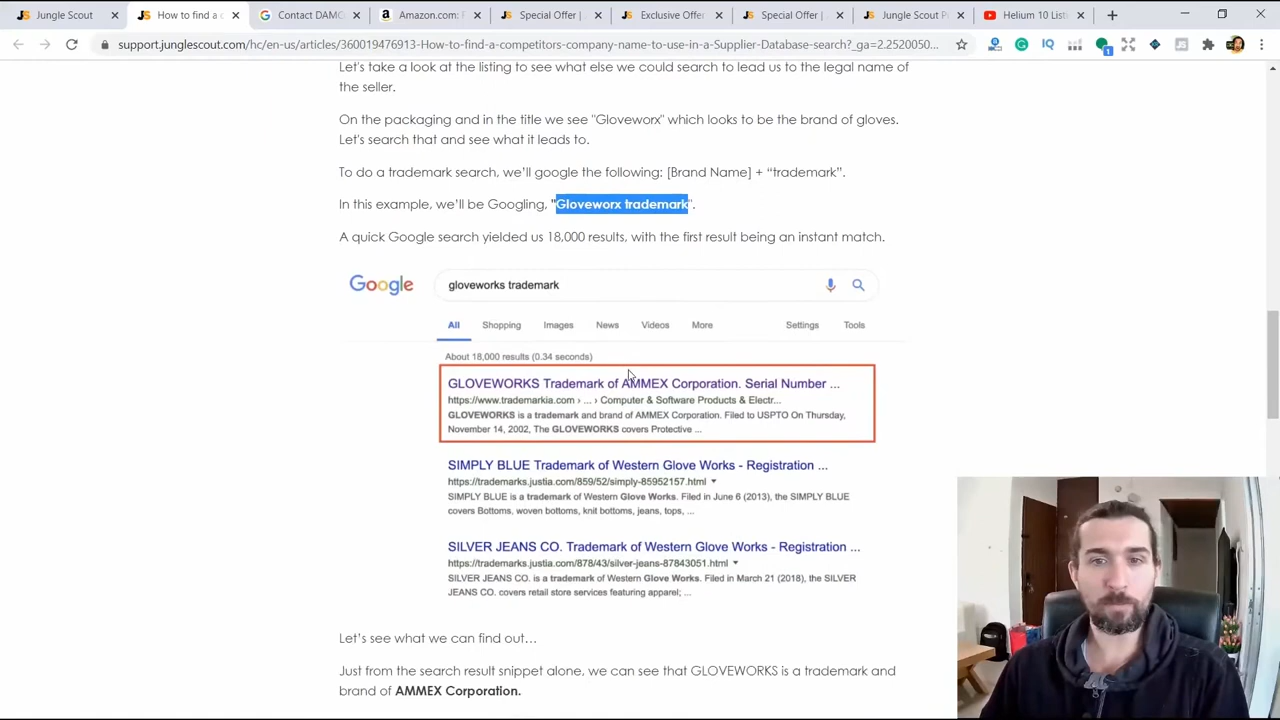 Jungle Scout
How to find a c
Contact DAMG
Amazon.com: F
Special Offer |
Exclusive Offer
Special Offer |
Jungle Scout P
Helium 10 List
support.junglescout.com/hc/en-us/articles/360011476013-How-to-find-a-competitors-company-name-to-use-in-a-Supplier-Database-search?_ga=2.2520050...
Let's take a look at the listing to see what else we could search to lead us to the legal name of
the seller.
On the packaging and in the title we see "Gloveworx" which looks to be the brand of gloves.
Let's search that and see what it leads to.
To do a trademark search, we'll google the following: [Brand Name] + “trademark”.
In this example, we'll be Googling, "Gloveworx trademark".
A quick Google search yielded us 18,000 results, with the first result being an instant match.
Google
gloveworks trademark
All
Shopping
Images
News
Videos
More
Settings
Tools
About 18,000 results (0.34 seconds)
GLOVEWORKS Trademark of AMMEX Corporation. Serial Number ...
https://www.trademarkia.com › ... › Computer & Software Products & Electr...
GLOVEWORKS is a trademark and brand of AMMEX Corporation. Filed to USPTO On Thursday,
November 14, 2002, The GLOVEWORKS covers Protective ...
SIMPLY BLUE Trademark of Western Glove Works - Registration ...
https://trademarks.justia.com/859/52/simply-85952157.html
SIMPLY BLUE is a trademark of Western Glove Works. Filed in June 6 (2013), the SIMPLY BLUE
covers Bottoms, woven bottoms, knit bottoms, jeans, tops, ...
SILVER JEANS CO. Trademark of Western Glove Works - Registration ...
https://trademarks.justia.com/878/43/silver-jeans-87843051.html
SILVER JEANS CO. is a trademark of Western Glove Works. Filed in March 21 (2018), the SILVER
JEANS CO. covers retail store services featuring apparel; ...
Let's see what we can find out...
Just from the search result snippet alone, we can see that GLOVEWORKS is a trademark and
brand of AMMEX Corporation.